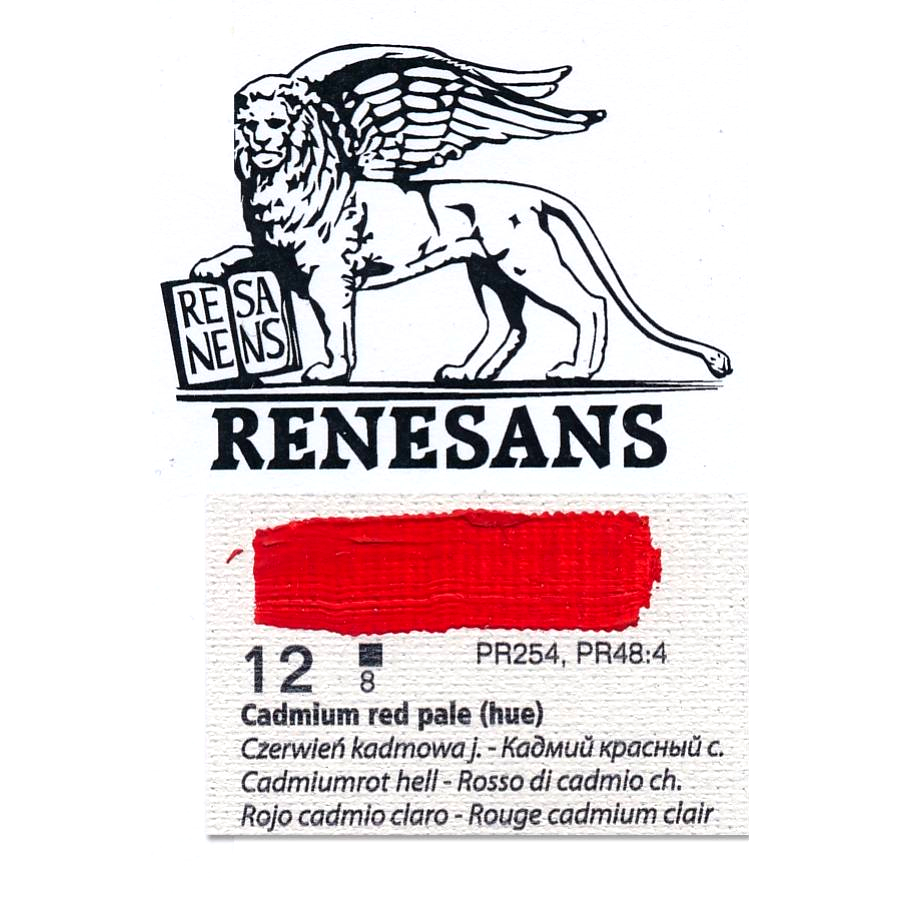 RE SA
NE NS
RENESANS
12 8 PR254, PR48:4
Cadmium red pale (hue)
Czerwień kadmowa j. - Кадмий красный с.
Cadmiumrot hell - Rosso di cadmio ch.
Rojo cadmio claro - Rouge cadmium clair